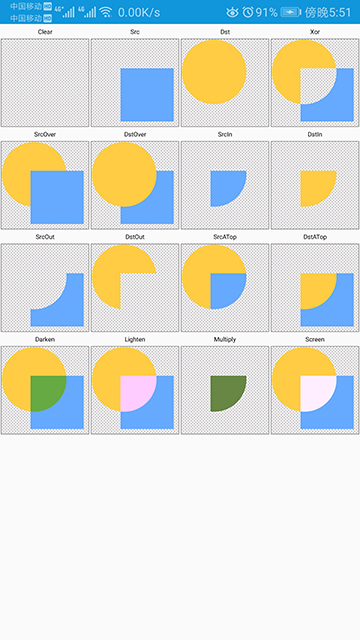 中国移动 HD 4G+ 4G 0.00K/s 91% 傍晚5:51
中国移动 HD
Clear Src Dst Xor
SrcOver DstOver SrcIn DstIn
SrcOut DstOut SrcATop DstATop
Darken Lighten Multiply Screen